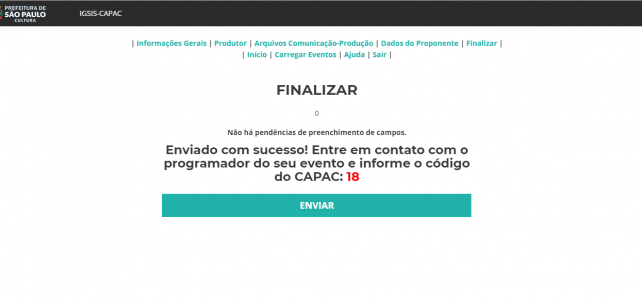 PREFEITURA DE
SÃO PAULO
CULTURA
IGSIS-CAPAC
| Informações Gerais | Produtor | Arquivos Comunicação-Produção | Dados do Proponente | Finalizar |
| Início | Carregar Eventos | Ajuda | Sair |
FINALIZAR
0
Não há pendências de preenchimento de campos.
Enviado com sucesso! Entre em contato com o
programador do seu evento e informe o código
do CAPAC: 18
ENVIAR